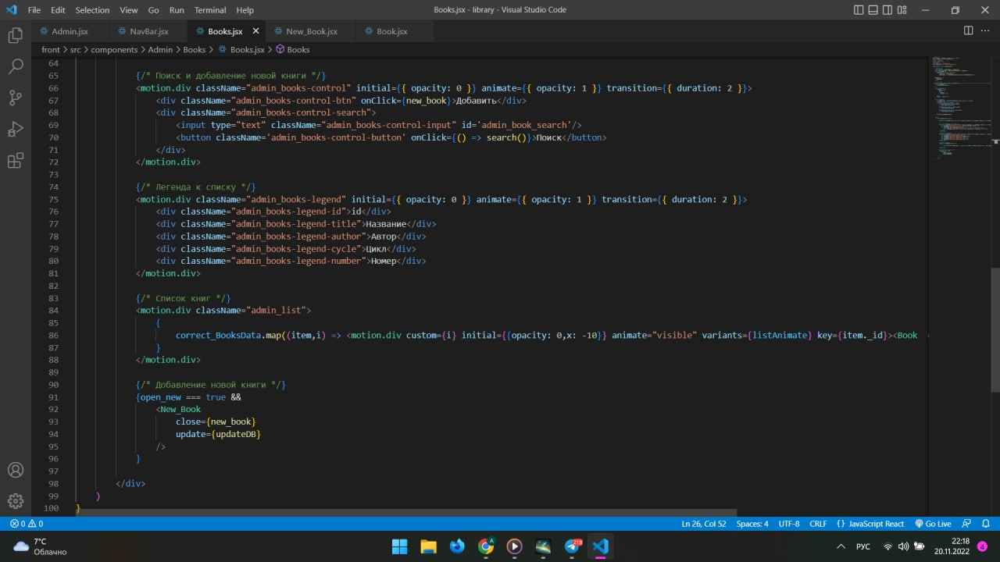 File Edit Selection View Go Run Terminal Help Books.jsx - library - Visual Studio Code
Admin.jsx NavBar.jsx Books.jsx New_Book.jsx Book.jsx
front > src > components > Admin > Books > Books.jsx > Books
64
65 {/* Поиск и добавление новой книги */}
66 <motion.div className="admin_books-control" initial={{ opacity: 0 }} animate={{ opacity: 1 }} transition={{ duration: 2 }}>
67 <div className="admin_books-control-btn" onClick={new_book}>Добавить</div>
68 <div className="admin_books-control-search">
69 <input type="text" className="admin_books-control-input" id='admin_book_search'/>
70 <button className='admin_books-control-button' onClick={() => search()}>Поиск</button>
71 </div>
72 </motion.div>
73
74 {/* Легенда к списку */}
75 <motion.div className="admin_books-legend" initial={{ opacity: 0 }} animate={{ opacity: 1 }} transition={{ duration: 2 }}>
76 <div className="admin_books-legend-id">id</div>
77 <div className="admin_books-legend-title">Название</div>
78 <div className="admin_books-legend-author">Автор</div>
79 <div className="admin_books-legend-cycle">Цикл</div>
80 <div className="admin_books-legend-number">Номер</div>
81 </motion.div>
82
83 {/* Список книг */}
84 <motion.div className="admin_list">
85 {
86 correct_BooksData.map((item,i) => <motion.div custom={i} initial={{opacity: 0,x: -10}} animate="visible" variants={listAnimate} key={item._id}><Book
87 }
88 </motion.div>
89
90 {/* Добавление новой книги */}
91 {open_new === true &&
92 <New_Book
93 close={new_book}
94 update={updateDB}
95 />
96 }
97
98 </div>
99 )
100 }
0 0 Ln 26, Col 52 Spaces: 4 UTF-8 CRLF {} JavaScript React Go Live
7°C
Облачно
218
РУС
22:18
20.11.2022
4